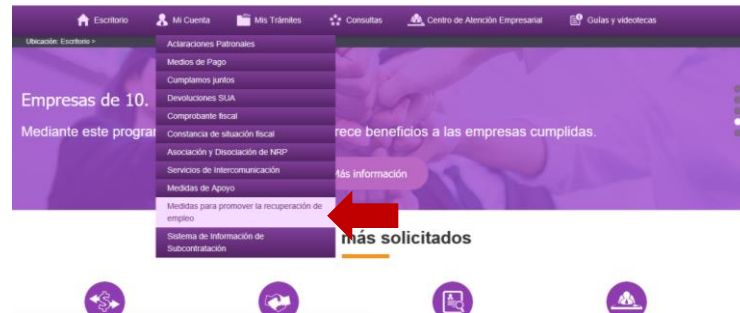 Escritorio Mi Cuenta Mis Trámites Consultas Centro de Atención Empresarial Guías y videotecas
Ubicación: Escritorio >
Aclaraciones Patronales
Medios de Pago
Cumplamos juntos
Devoluciones SUA
Comprobante fiscal
Constancia de situación fiscal
Asociación y Disociación de NRP
Servicios de Intercomunicación
Medidas de Apoyo
Medidas para promover la recuperación de
empleo
Sistema de Información de
Subcontratación
Empresas de 10.
Mediante este progra rece beneficios a las empresas cumplidas.
Más información
más solicitados